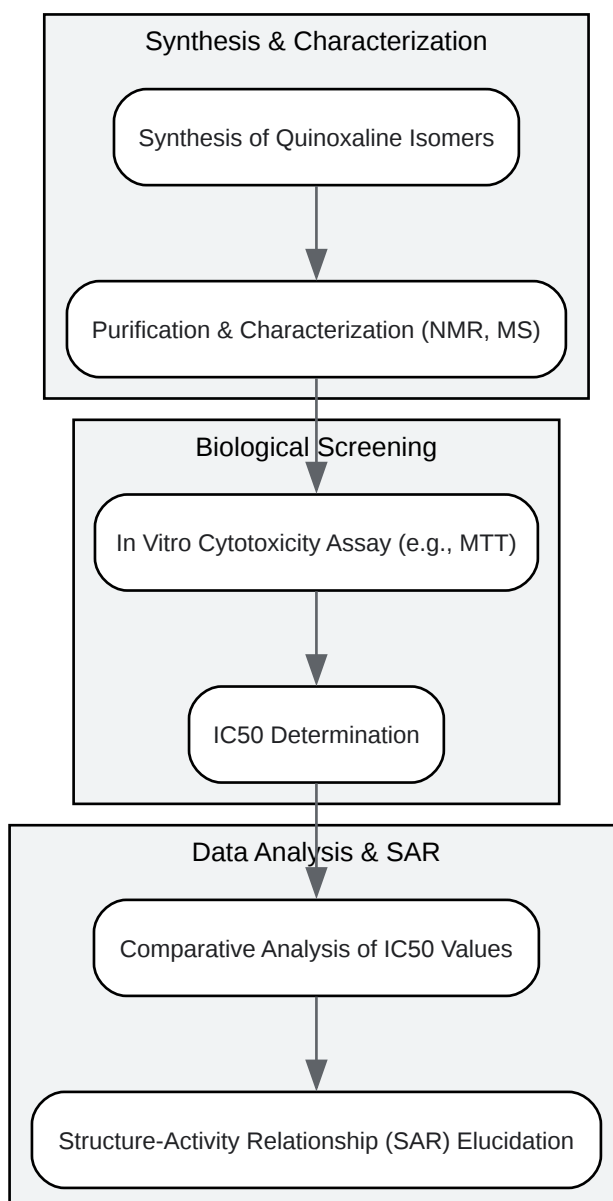 Synthesis & Characterization
Synthesis of Quinoxaline Isomers
Purification & Characterization (NMR, MS)
Biological Screening
In Vitro Cytotoxicity Assay (e.g., MTT)
IC50 Determination
Data Analysis & SAR
Comparative Analysis of IC50 Values
Structure-Activity Relationship (SAR) Elucidation